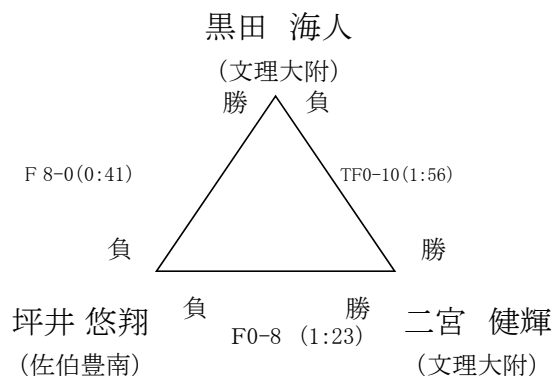 黒田 海人
（文理大附）
勝 負
F 8-0(0:41) TF0-10(1:56)
負 勝
負 勝
F0-8 （1:23）
坪井 悠翔 二宮 健輝
（佐伯豊南） （文理大附）